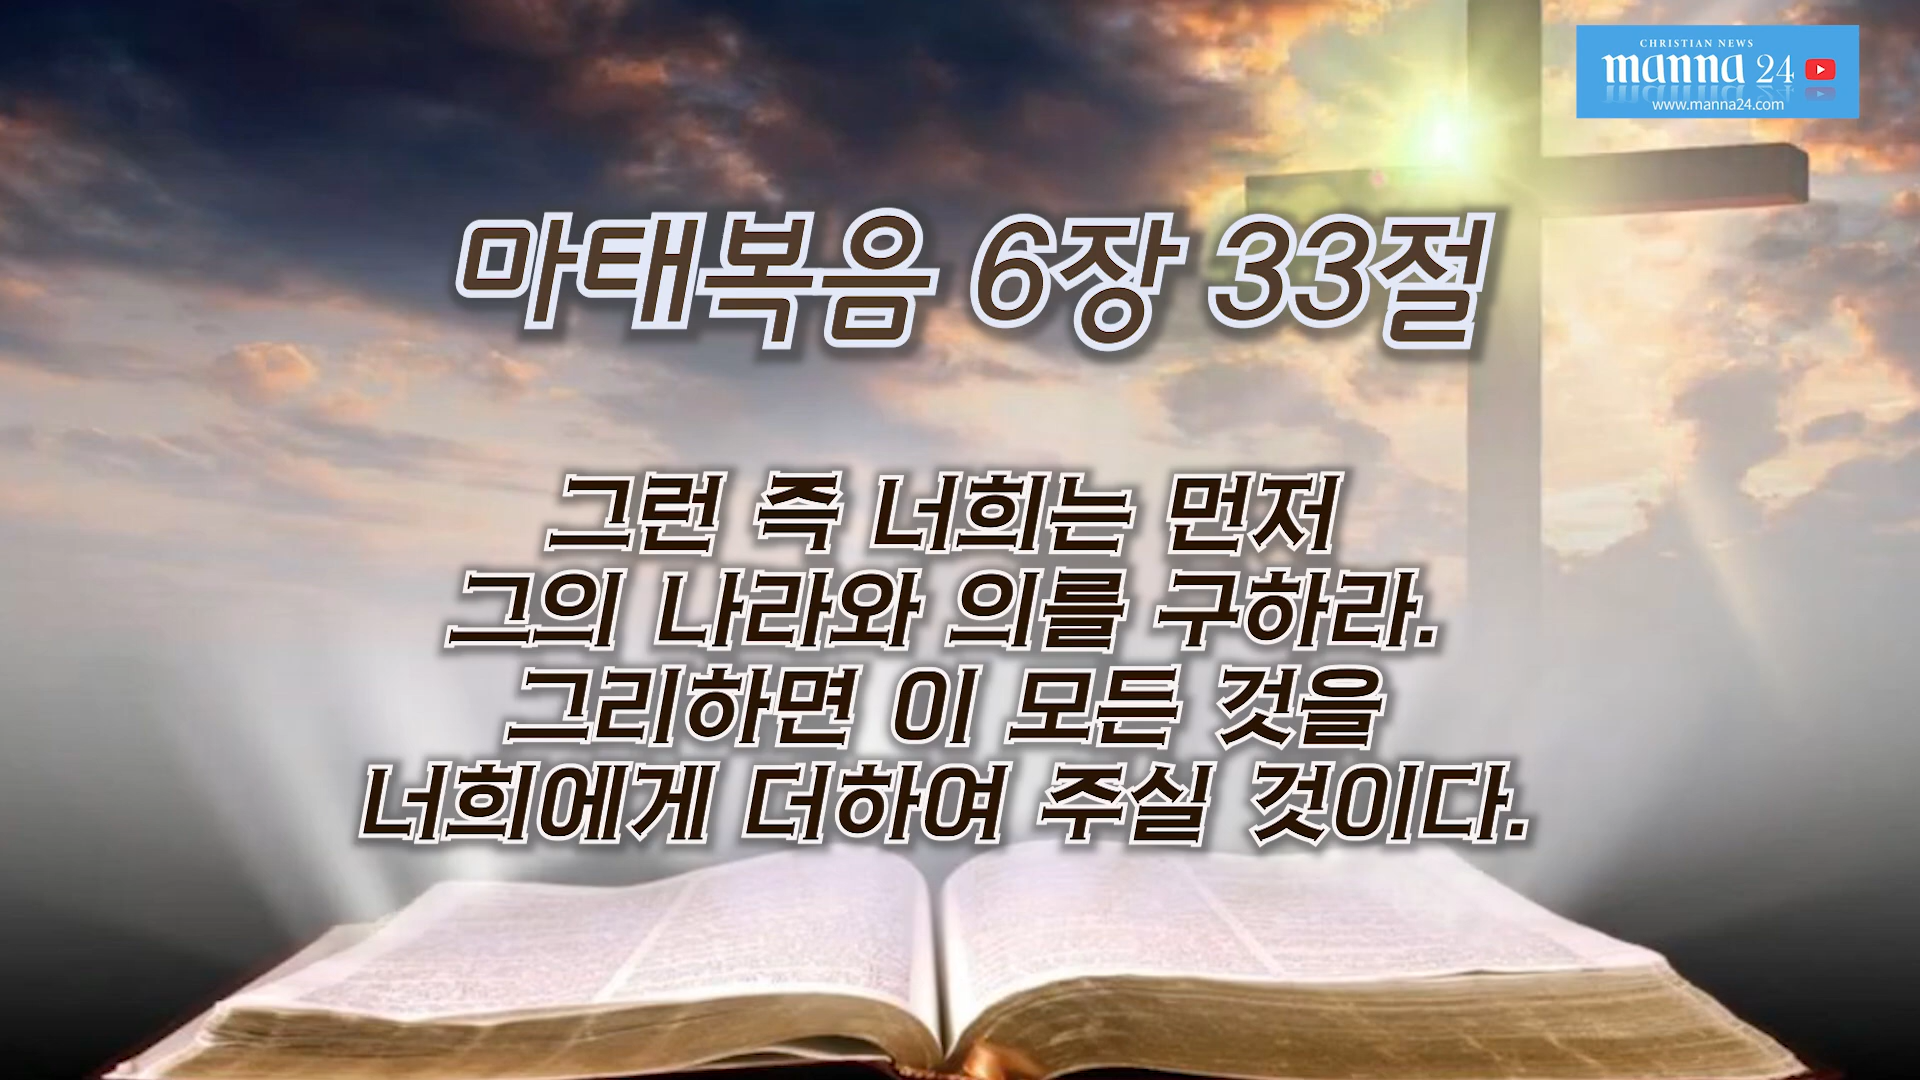 CHRISTIAN NEWS
manna 24
www.manna24.com
마태복음 6장 33절
그런 즉 너희는 먼저
그의 나라와 의를 구하라.
그리하면 이 모든 것을
너희에게 더하여 주실 것이다.